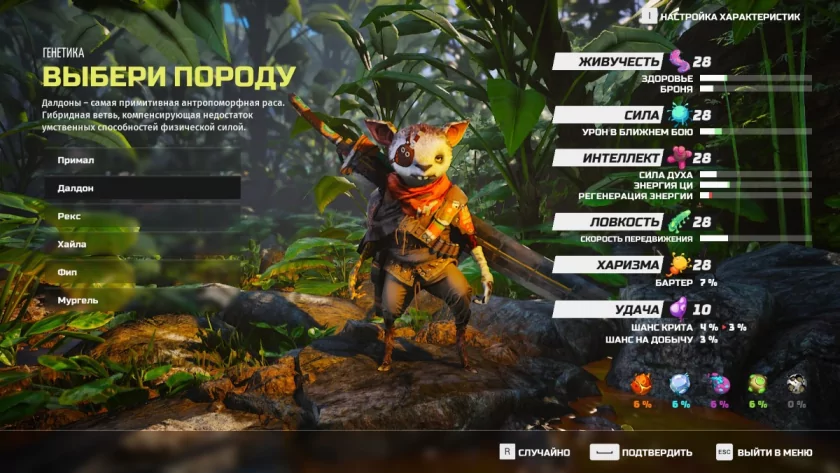 I НАСТРОЙКА ХАРАКТЕРИСТИК
ГЕНЕТИКА
ВЫБЕРИ ПОРОДУ
Далдоны – самая примитивная антропоморфная раса.
Гибридная ветвь, компенсирующая недостаток
умственных способностей физической силой.
Примал
Далдон
Рекс
Хайла
Фип
Мургель
ЖИВУЧЕСТЬ 28
ЗДОРОВЬЕ
БРОНЯ
СИЛА 28
УРОН В БЛИЖНЕМ БОЮ
ИНТЕЛЛЕКТ 28
СИЛА ДУХА
ЭНЕРГИЯ ЦИ
РЕГЕНЕРАЦИЯ ЭНЕРГИИ
ЛОВКОСТЬ 28
СКОРОСТЬ ПЕРЕДВИЖЕНИЯ
ХАРИЗМА 28
БАРТЕР 7 %
УДАЧА 10
ШАНС КРИТА 4 % 3 %
ШАНС НА ДОБЫЧУ 3 %
6 % 6 % 6 % 6 % 0 %
R СЛУЧАЙНО ПОДТВЕРДИТЬ ESC ВЫЙТИ В МЕНЮ